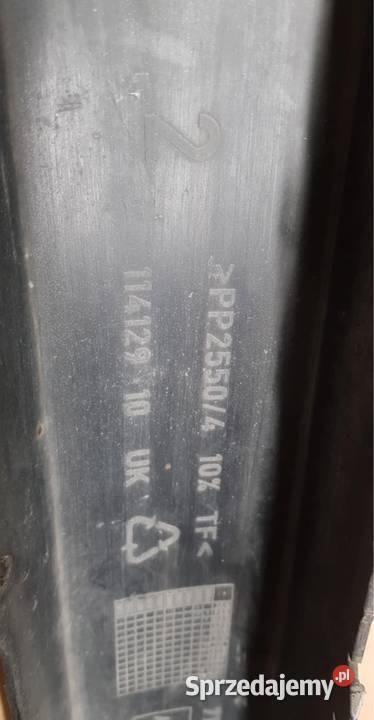 2
>PP2550/4 10% TF<
114129 10 UK
Sprzedajemy.pl